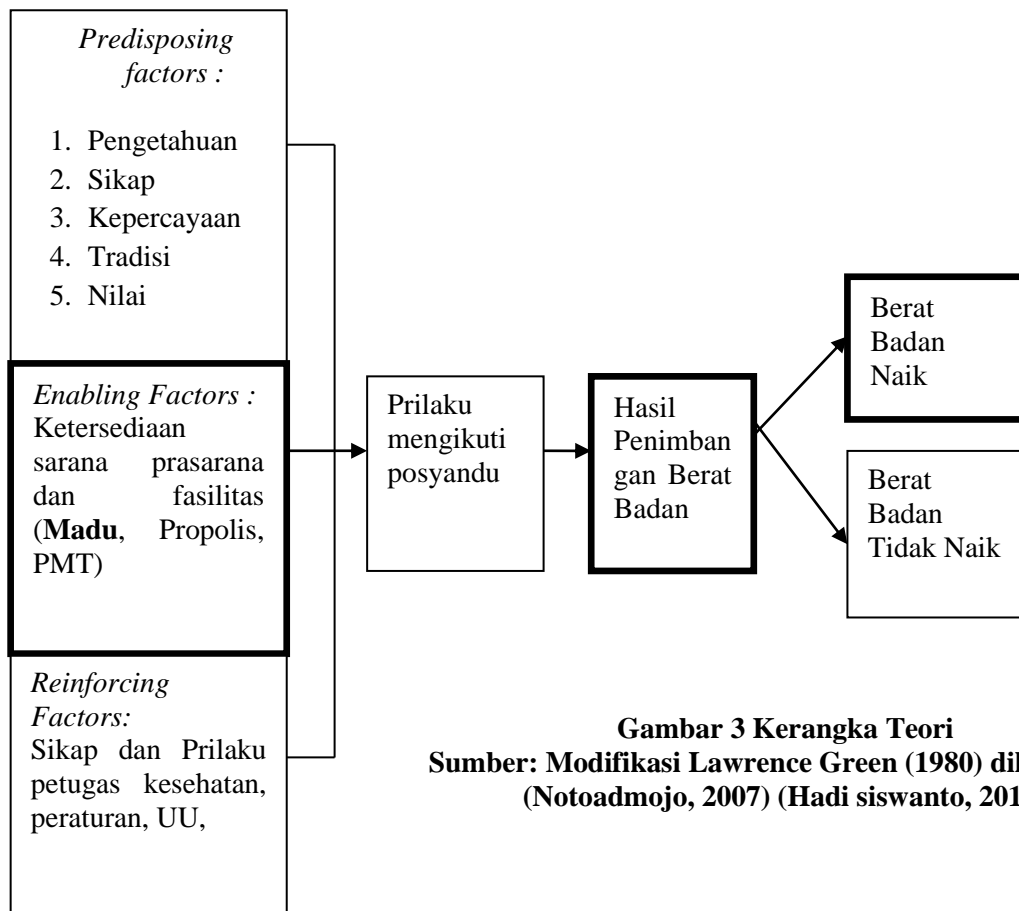 Predisposing
factors :
1. Pengetahuan
2. Sikap
3. Kepercayaan
4. Tradisi
5. Nilai
Enabling Factors :
Ketersediaan
sarana prasarana
dan fasilitas
(Madu, Propolis,
PMT)
Reinforcing
Factors:
Sikap dan Prilaku
petugas kesehatan,
peraturan, UU,
Prilaku
mengikuti
posyandu
Hasil
Penimban
gan Berat
Badan
Berat
Badan
Naik
Berat
Badan
Tidak Naik
Gambar 3 Kerangka Teori
Sumber: Modifikasi Lawrence Green (1980)
(Notoadmojo, 2007) (Hadi siswanto,